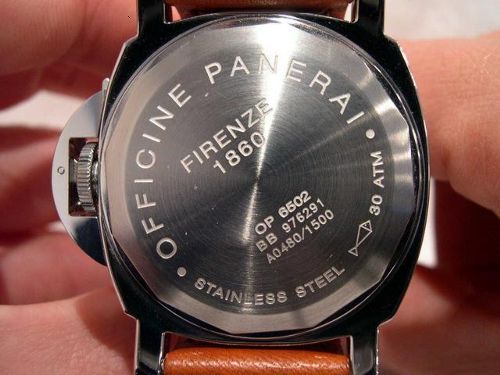 OFFICINE PANERAI
FIRENZE
1860
OP 6502
BB 976291
A0480/1500
30 ATM
STAINLESS STEEL